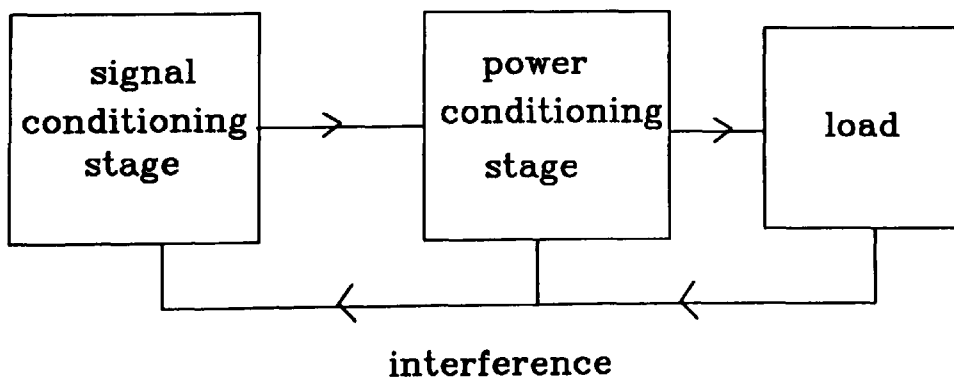 signal
conditioning
stage
power
conditioning
stage
load
interference